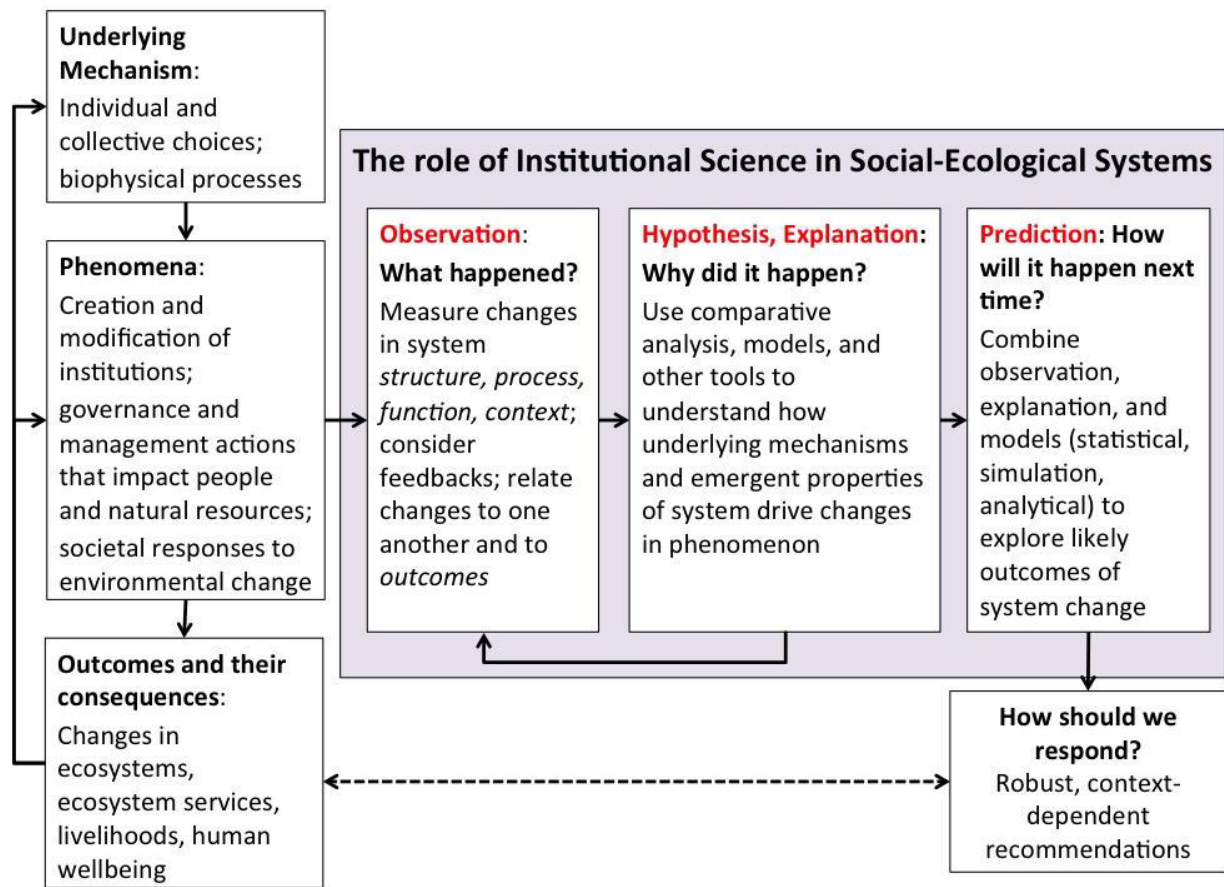 Underlying
Mechanism:
Individual and
collective choices;
biophysical processes
Phenomena:
Creation and
modification of
institutions;
governance and
management actions
that impact people
and natural resources;
societal responses to
environmental change
Outcomes and their
consequences:
Changes in
ecosystems,
ecosystem services,
livelihoods, human
wellbeing
The role of Institutional Science in Social-Ecological Systems
Observation:
What happened?
Measure changes
in system
structure, process,
function, context;
consider
feedbacks; relate
changes to one
another and to
outcomes
Hypothesis, Explanation:
Why did it happen?
Use comparative
analysis, models, and
other tools to
understand how
underlying mechanisms
and emergent properties
of system drive changes
in phenomenon
Prediction: How
will it happen next
time?
Combine
observation,
explanation, and
models (statistical,
simulation,
analytical) to
explore likely
outcomes of
system change
How should we
respond?
Robust, context-
dependent
recommendations